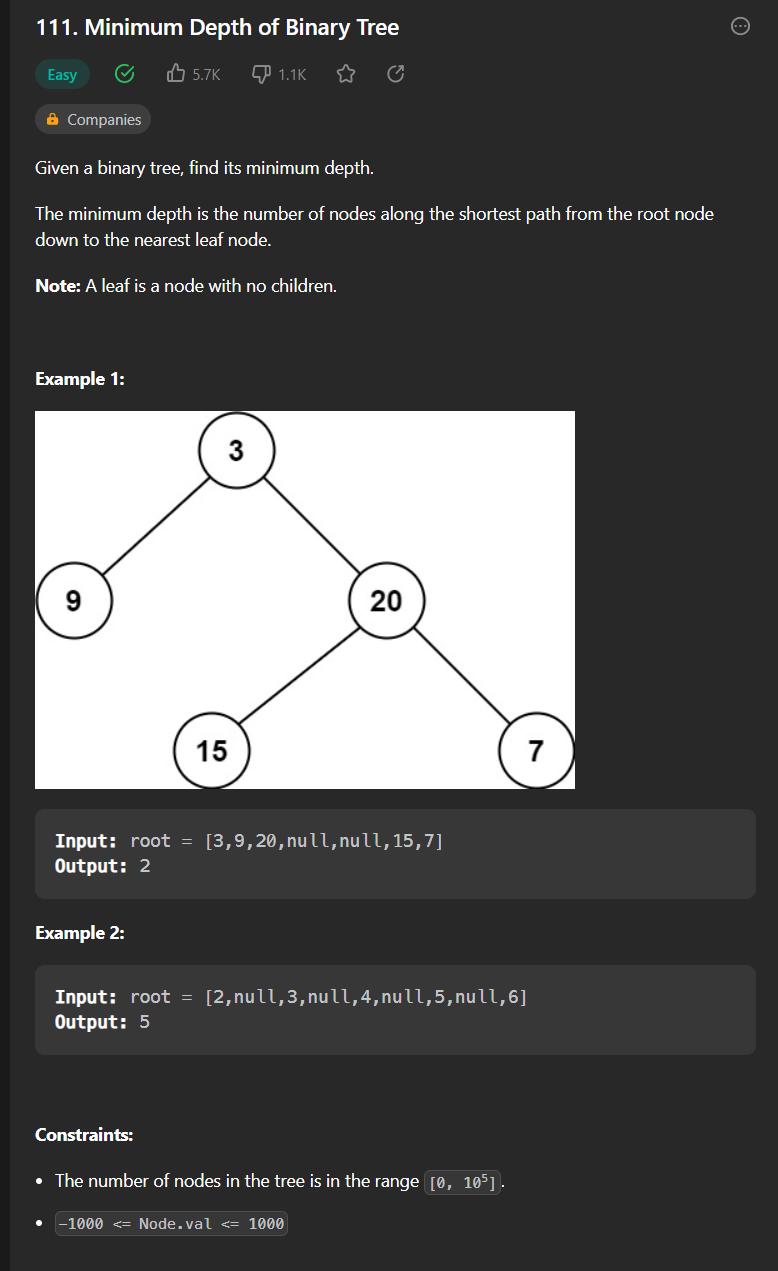 111. Minimum Depth of Binary Tree
Easy 5.7K 1.1K
Companies
Given a binary tree, find its minimum depth.
The minimum depth is the number of nodes along the shortest path from the root node
down to the nearest leaf node.
Note: A leaf is a node with no children.
Example 1:
3
9 20
15 7
Input: root = [3,9,20,null,null,15,7]
Output: 2
Example 2:
Input: root = [2,null,3,null,4,null,5,null,6]
Output: 5
Constraints:
• The number of nodes in the tree is in the range [0, 10⁵].
• -1000 <= Node.val <= 1000